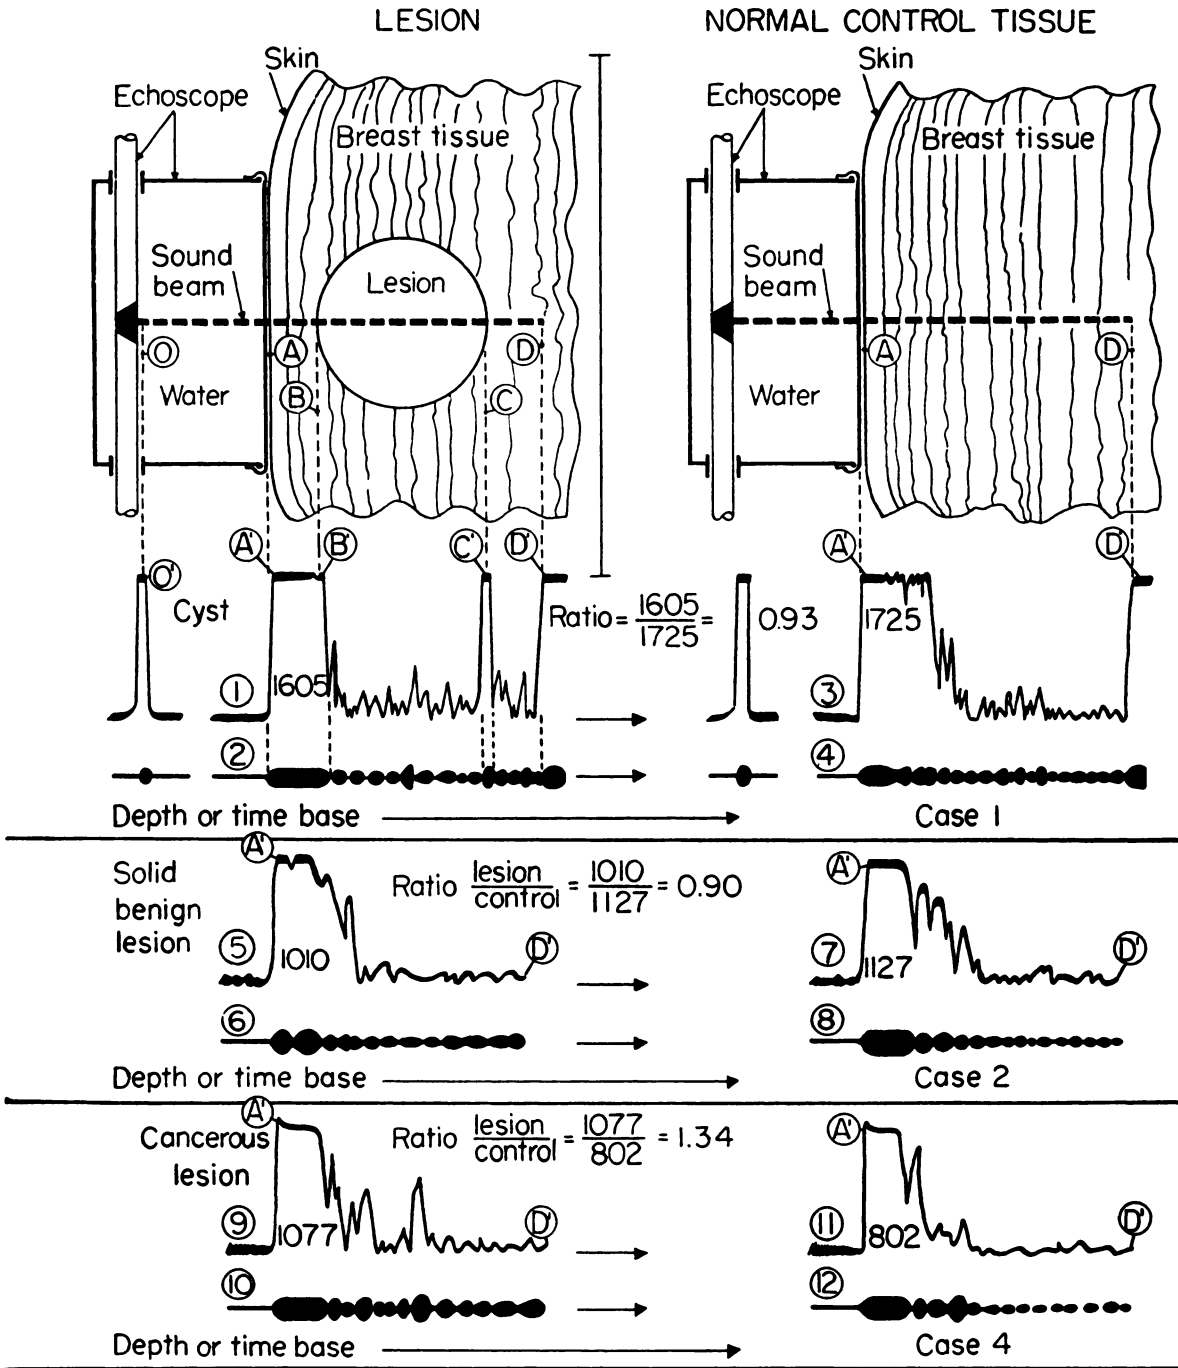 LESION
NORMAL CONTROL TISSUE
Skin
Echoscope
Breast tissue
Sound beam
Lesion
Water
O
A
B
C
D
Skin
Echoscope
Breast tissue
Sound beam
Water
A
D
A'
B'
C'
D'
O'
Cyst
1605
1
2
Ratio = 1605 / 1725 = 0.93
A'
D
1725
3
4
Depth or time base
Case 1
Solid
benign
lesion
A'
Ratio lesion / control = 1010 / 1127 = 0.90
A'
5
1010
D'
7
1127
D'
6
8
Depth or time base
Case 2
Cancerous
lesion
A'
Ratio lesion / control = 1077 / 802 = 1.34
A'
9
1077
D'
11
802
D'
10
12
Depth or time base
Case 4